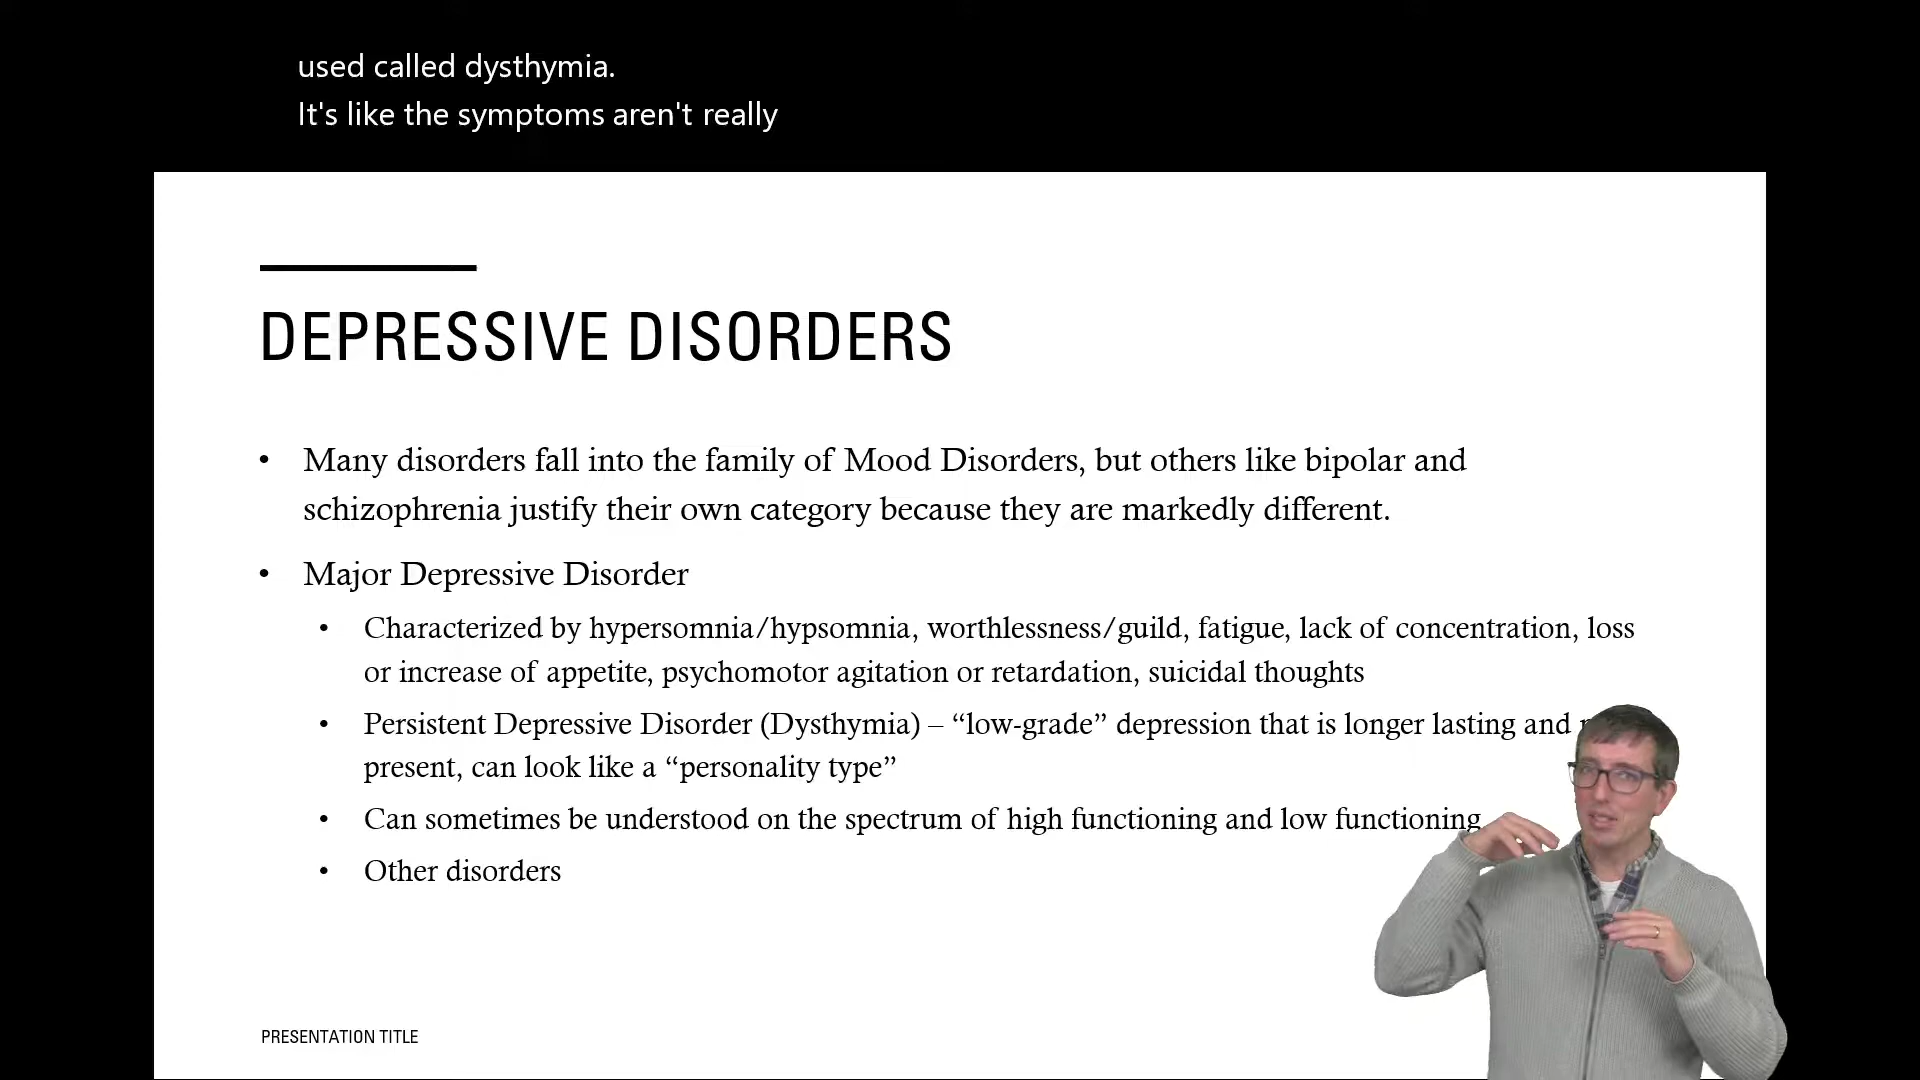 used called dysthymia.
It's like the symptoms aren't really
DEPRESSIVE DISORDERS
• Many disorders fall into the family of Mood Disorders, but others like bipolar and
schizophrenia justify their own category because they are markedly different.
• Major Depressive Disorder
• Characterized by hypersomnia/hypsomnia, worthlessness/guild, fatigue, lack of concentration, loss
or increase of appetite, psychomotor agitation or retardation, suicidal thoughts
• Persistent Depressive Disorder (Dysthymia) – “low-grade” depression that is longer lasting and
present, can look like a “personality type”
• Can sometimes be understood on the spectrum of high functioning and low functioning
• Other disorders
PRESENTATION TITLE